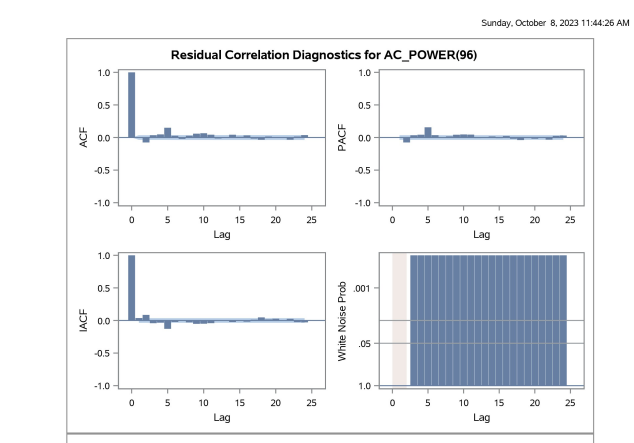 Sunday, October 8, 2023 11:44:26 AM
Residual Correlation Diagnostics for AC_POWER(96)
1.0
0.5
0.0
-0.5
-1.0
ACF
0 5 10 15 20 25
Lag
1.0
0.5
0.0
-0.5
-1.0
PACF
0 5 10 15 20 25
Lag
1.0
0.5
0.0
-0.5
-1.0
IACF
0 5 10 15 20 25
Lag
.001
.05
1.0
White Noise Prob
0 5 10 15 20 25
Lag